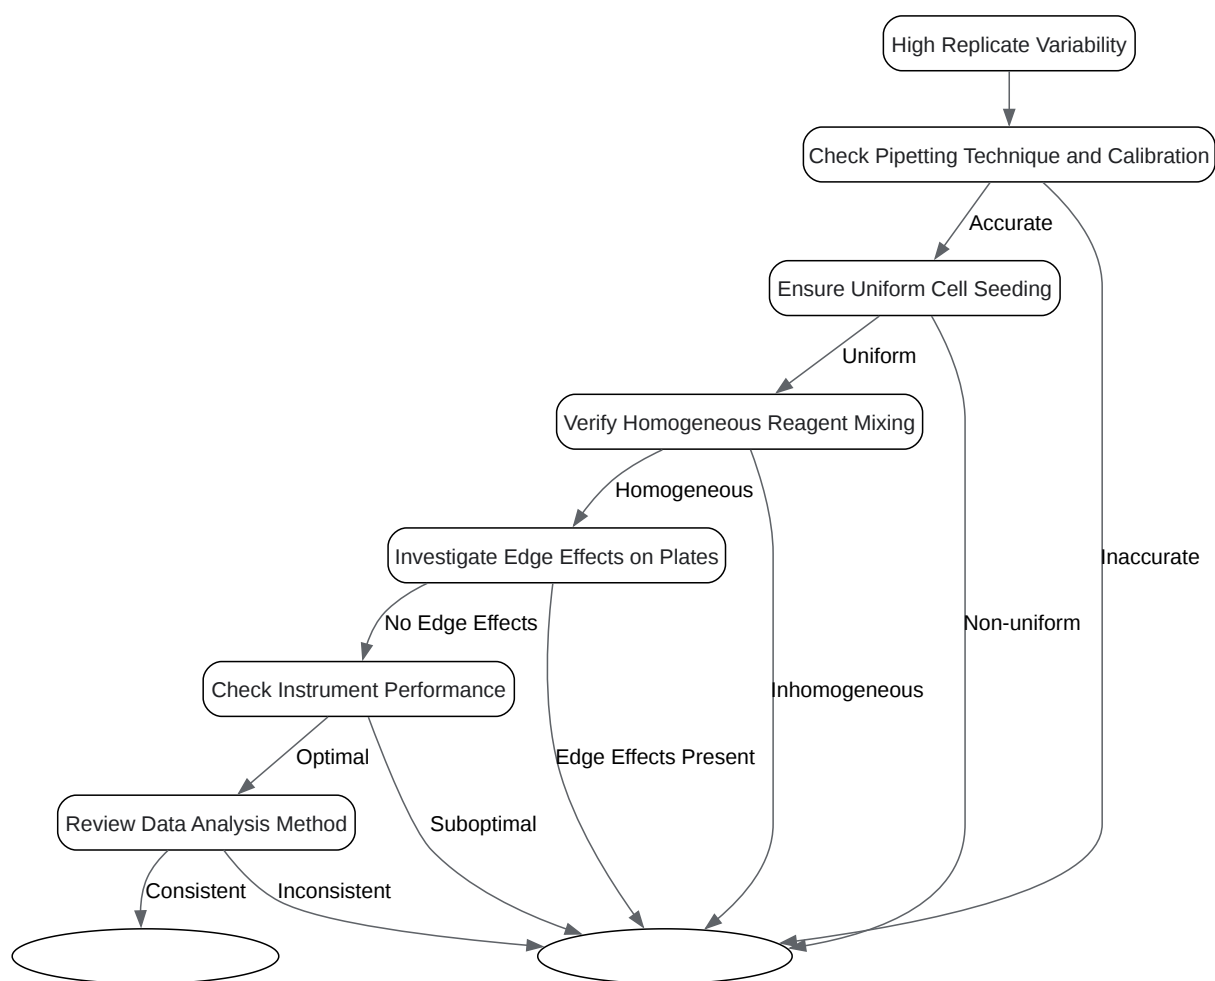 High Replicate Variability
Check Pipetting Technique and Calibration
Accurate
Ensure Uniform Cell Seeding
Uniform
Verify Homogeneous Reagent Mixing
Homogeneous
Investigate Edge Effects on Plates
Inaccurate
No Edge Effects
Non-uniform
Check Instrument Performance
Inhomogeneous
Optimal
Edge Effects Present
Review Data Analysis Method
Suboptimal
Consistent
Inconsistent